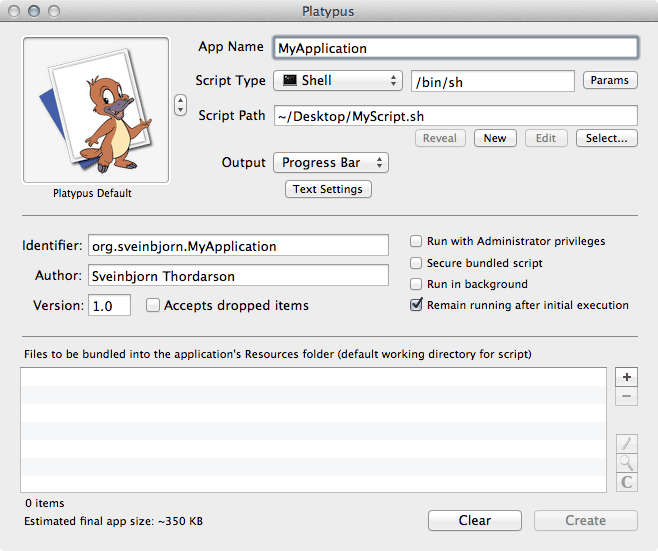 Platypus
App Name MyApplication
Script Type Shell /bin/sh Params
Script Path ~/Desktop/MyScript.sh
Reveal New Edit Select...
Output Progress Bar
Text Settings
Platypus Default
Identifier: org.sveinbjorn.MyApplication
Author: Sveinbjorn Thordarson
Version: 1.0 Accepts dropped items
Run with Administrator privileges
Secure bundled script
Run in background
Remain running after initial execution
Files to be bundled into the application's Resources folder (default working directory for script)
+
−
C
0 items
Estimated final app size: ~350 KB
Clear Create